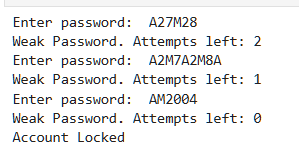 Enter password:  A27M28
Weak Password. Attempts left: 2
Enter password:  A2M7A2M8A
Weak Password. Attempts left: 1
Enter password:  AM2004
Weak Password. Attempts left: 0
Account Locked